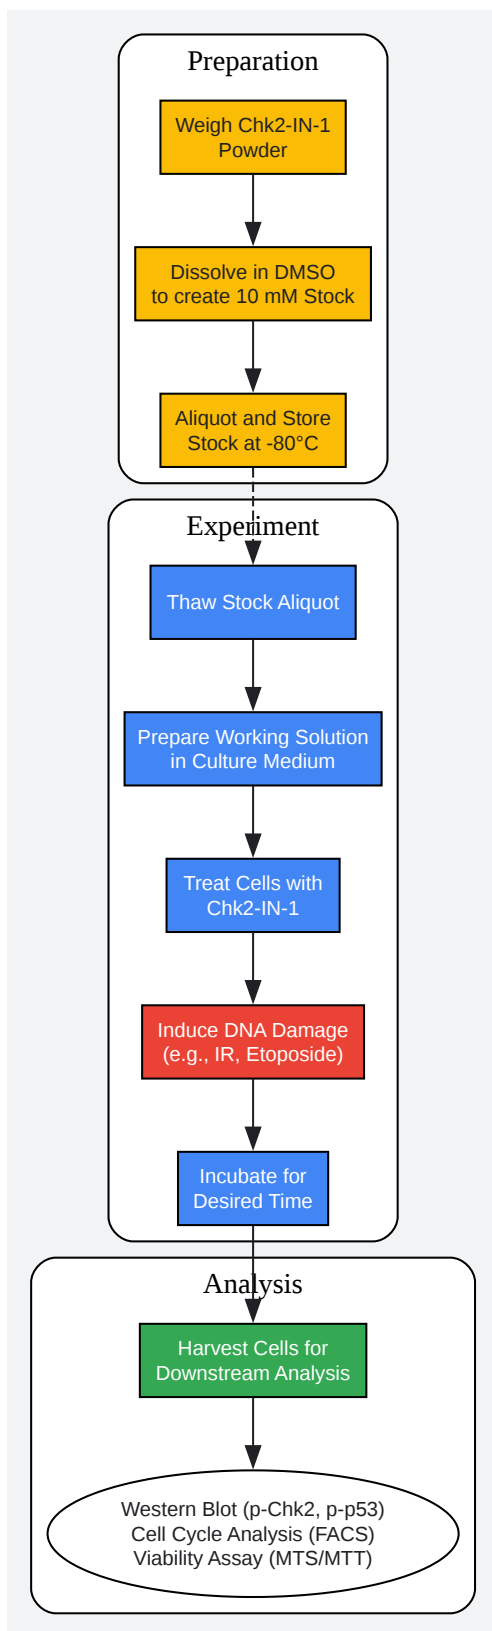 Preparation
Weigh Chk2-IN-1
Powder
Dissolve in DMSO
to create 10 mM Stock
Aliquot and Store
Stock at -80°C
Experiment
Thaw Stock Aliquot
Prepare Working Solution
in Culture Medium
Treat Cells with
Chk2-IN-1
Induce DNA Damage
(e.g., IR, Etoposide)
Incubate for
Desired Time
Analysis
Harvest Cells for
Downstream Analysis
Western Blot (p-Chk2, p-p53)
Cell Cycle Analysis (FACS)
Viability Assay (MTS/MTT)